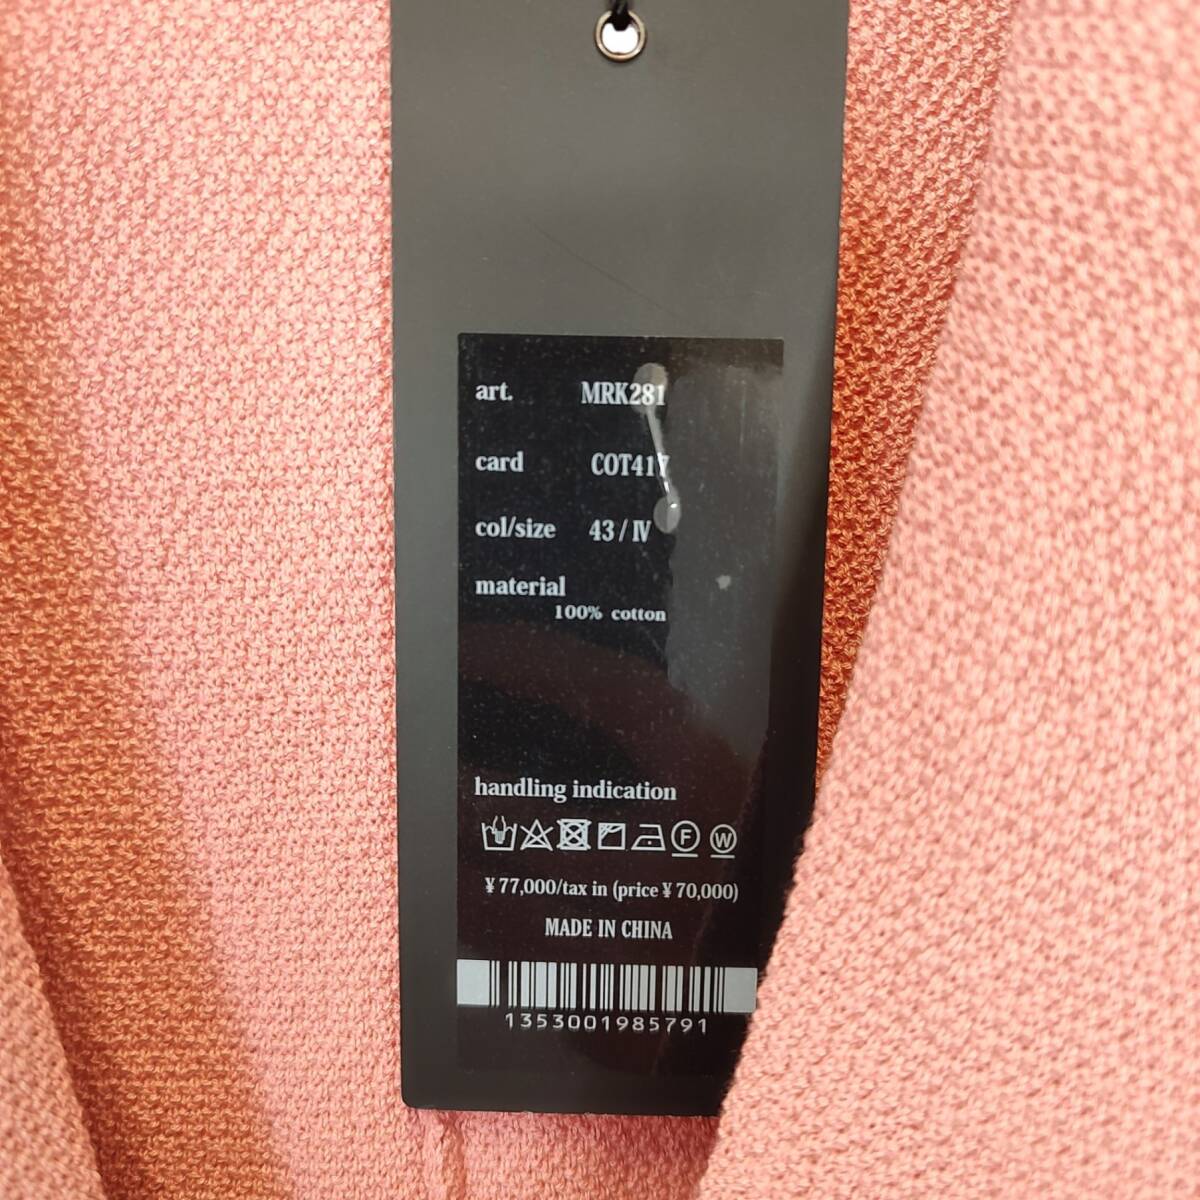 art. MRK281
card COT417
col/size 43 / Ⅳ
material
100% cotton
handling indication
F W
¥77,000/tax in (price ¥70,000)
MADE IN CHINA
1353001985791